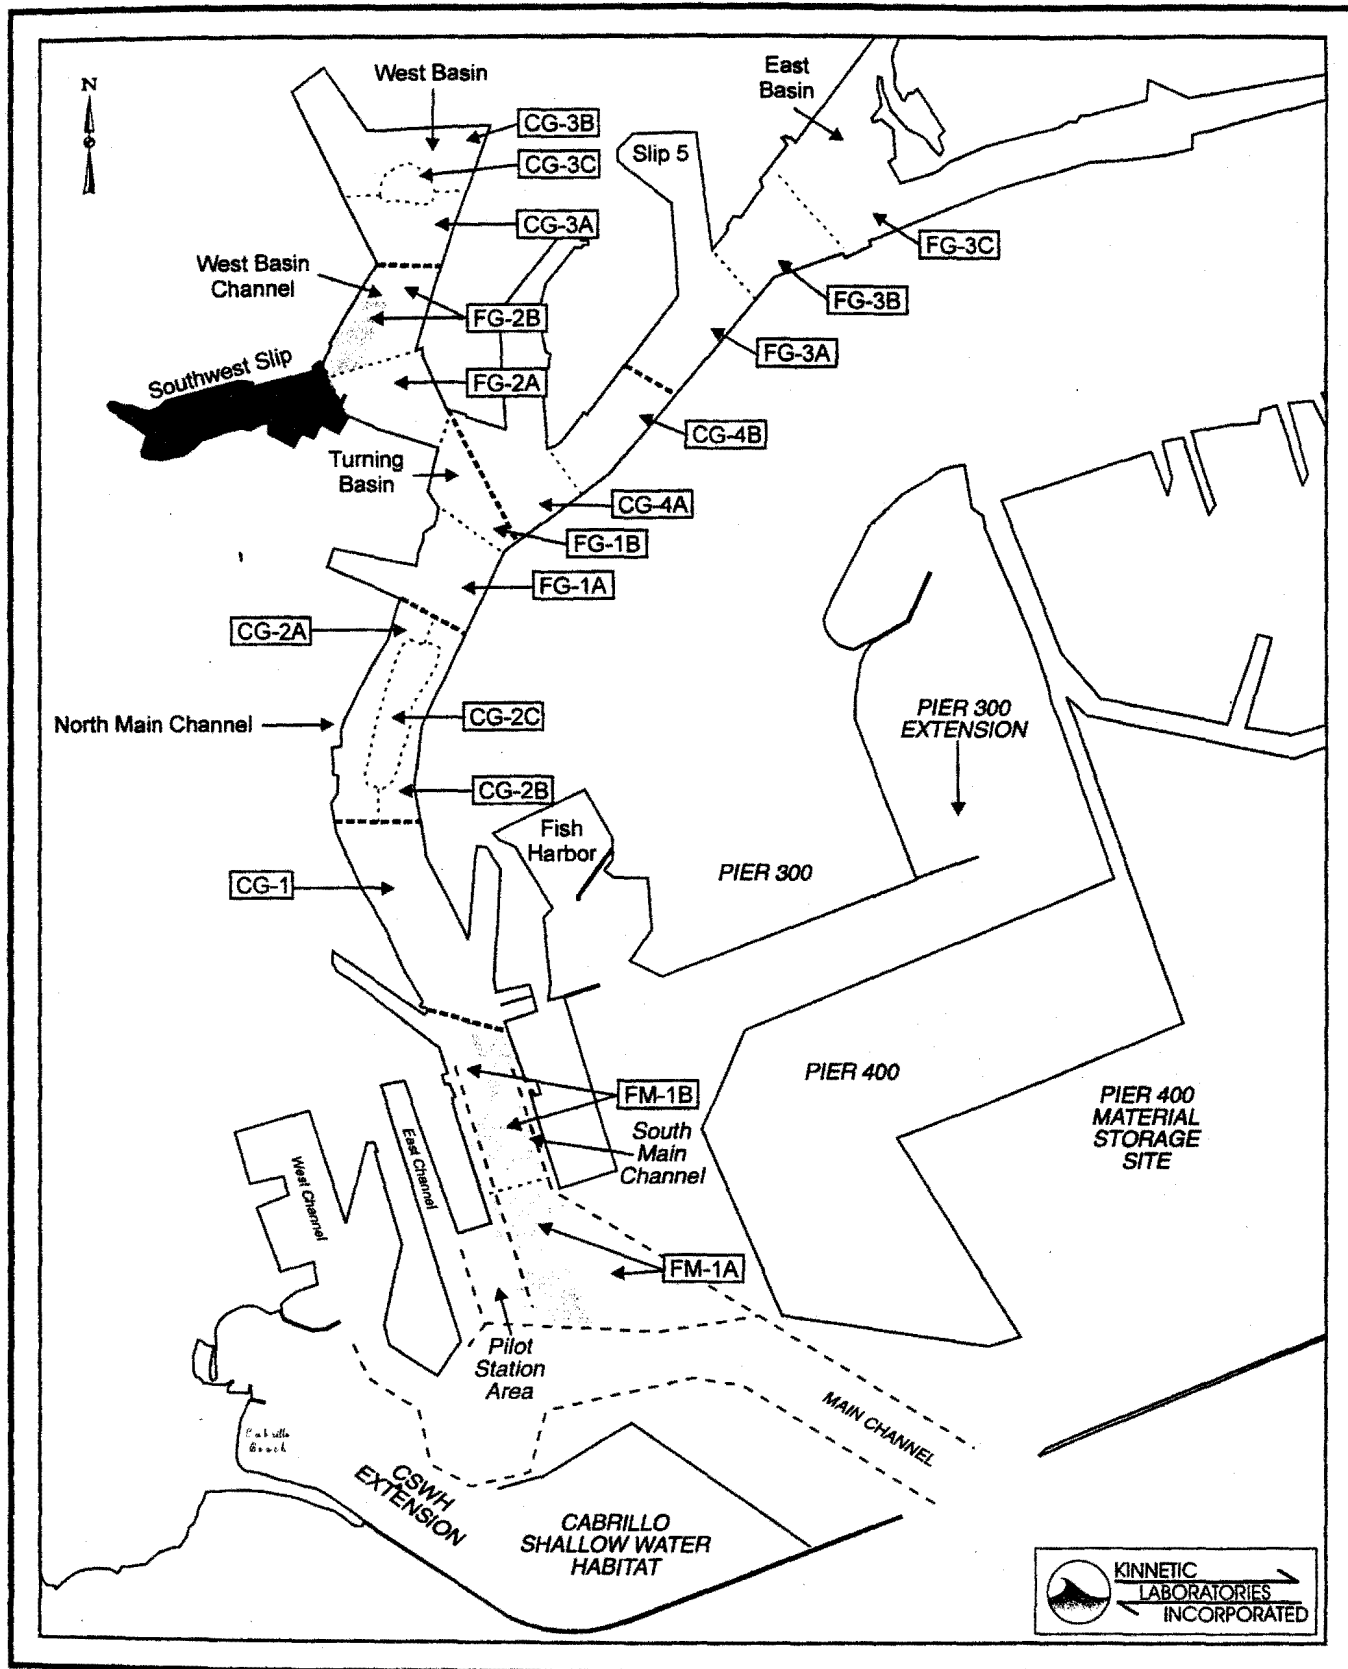 N
West Basin
CG-3B
CG-3C
CG-3A
East
Basin
Slip 5
FG-3C
FG-3B
FG-3A
West Basin
Channel
FG-2B
Southwest Slip
FG-2A
CG-4B
Turning
Basin
CG-4A
FG-1B
FG-1A
CG-2A
North Main Channel
CG-2C
CG-2B
PIER 300
EXTENSION
Fish
Harbor
PIER 300
CG-1
PIER 400
PIER 400
MATERIAL
STORAGE
SITE
FM-1B
South
Main
Channel
East Channel
West Channel
FM-1A
Pilot
Station
Area
MAIN CHANNEL
Cabrillo
Beach
CSWH
EXTENSION
CABRILLO
SHALLOW WATER
HABITAT
KINNETIC
LABORATORIES
INCORPORATED